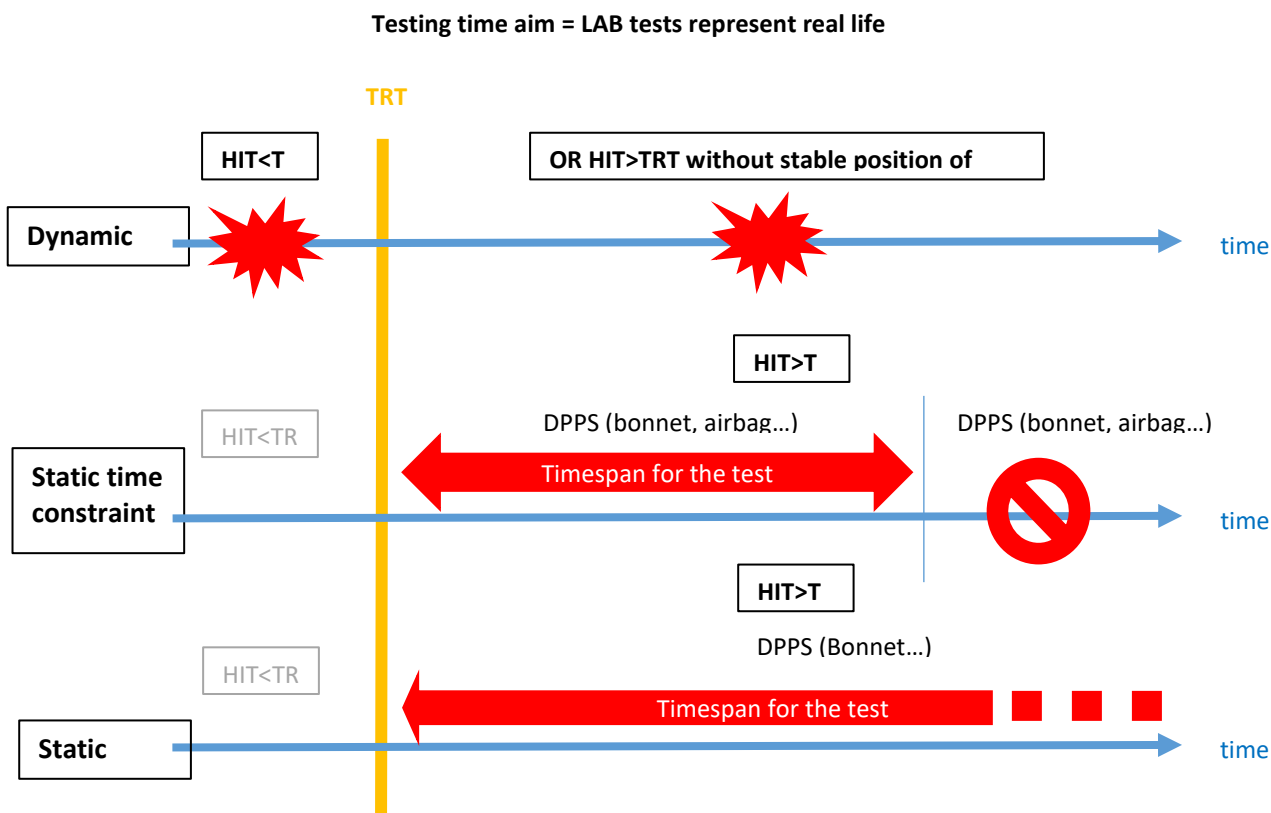 Testing time aim = LAB tests represent real life
TRT
HIT<T
OR HIT>TRT without stable position of
Dynamic
time
HIT>T
HIT<TR
DPPS (bonnet, airbag…)
DPPS (bonnet, airbag…)
Timespan for the test
Static time
constraint
time
HIT>T
HIT<TR
DPPS (Bonnet…)
Timespan for the test
Static
time